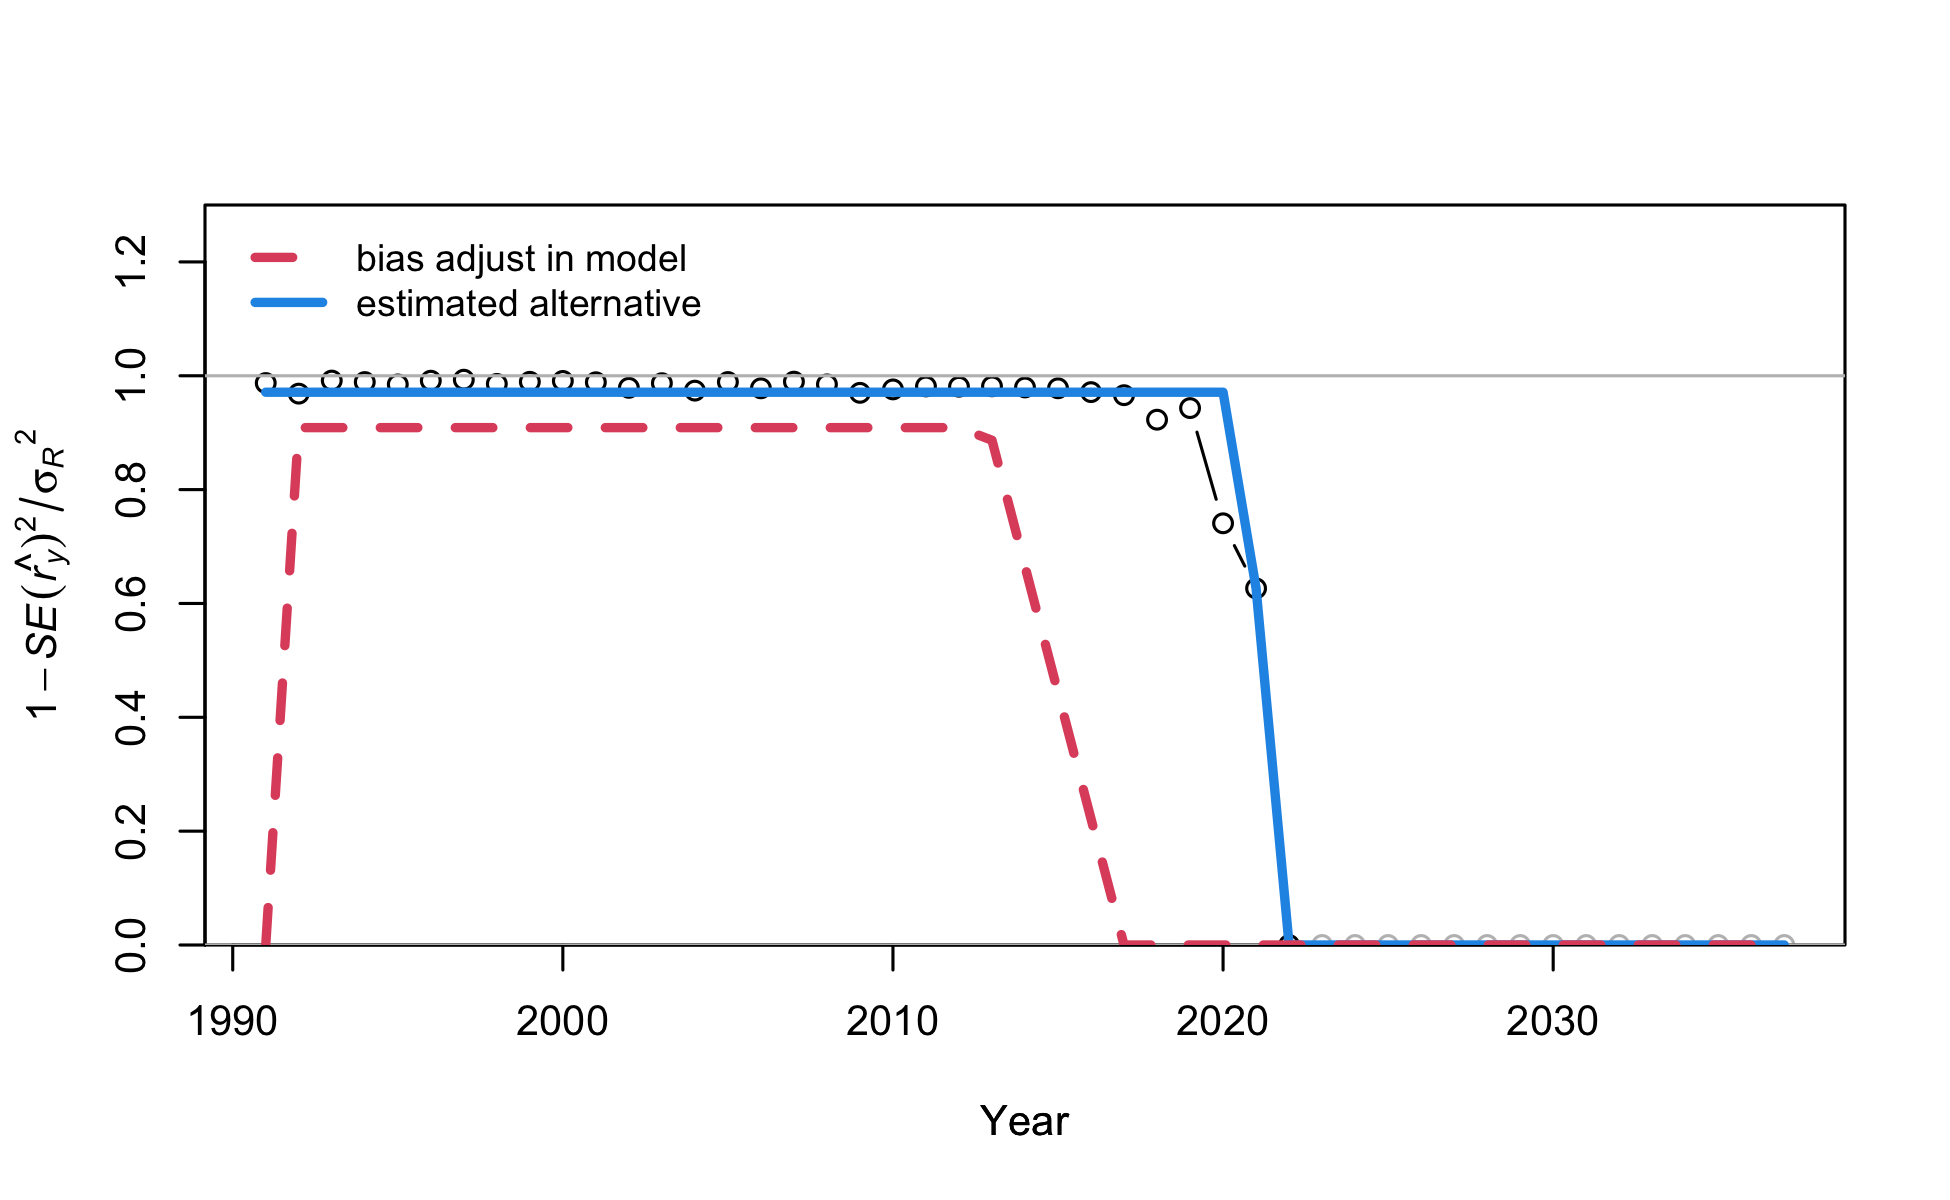 bias adjust in model
estimated alternative
1 − SE(r̂y)²/σR²
1.2
1.0
0.8
0.6
0.4
0.2
0.0
1990 2000 2010 2020 2030
Year